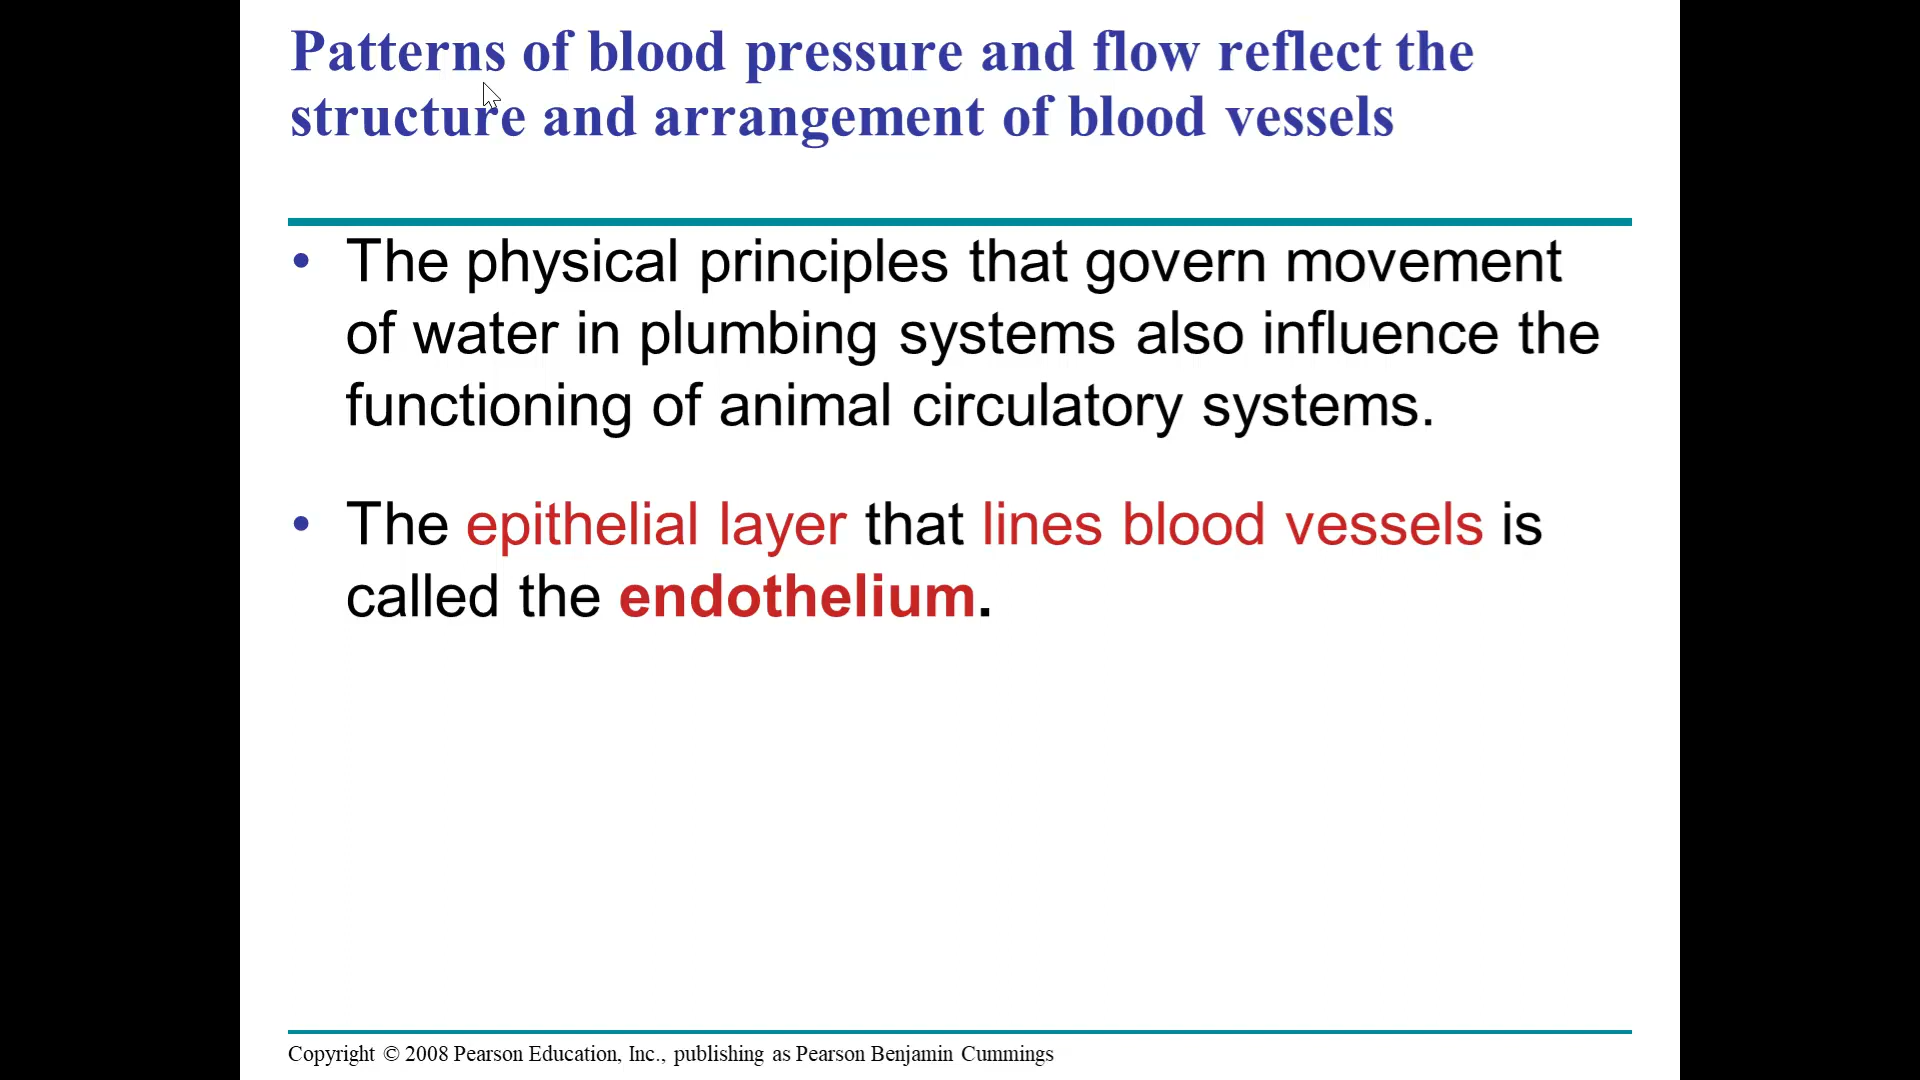 Patterns of blood pressure and flow reflect the
structure and arrangement of blood vessels
• The physical principles that govern movement
of water in plumbing systems also influence the
functioning of animal circulatory systems.
• The epithelial layer that lines blood vessels is
called the endothelium.
Copyright © 2008 Pearson Education, Inc., publishing as Pearson Benjamin Cummings